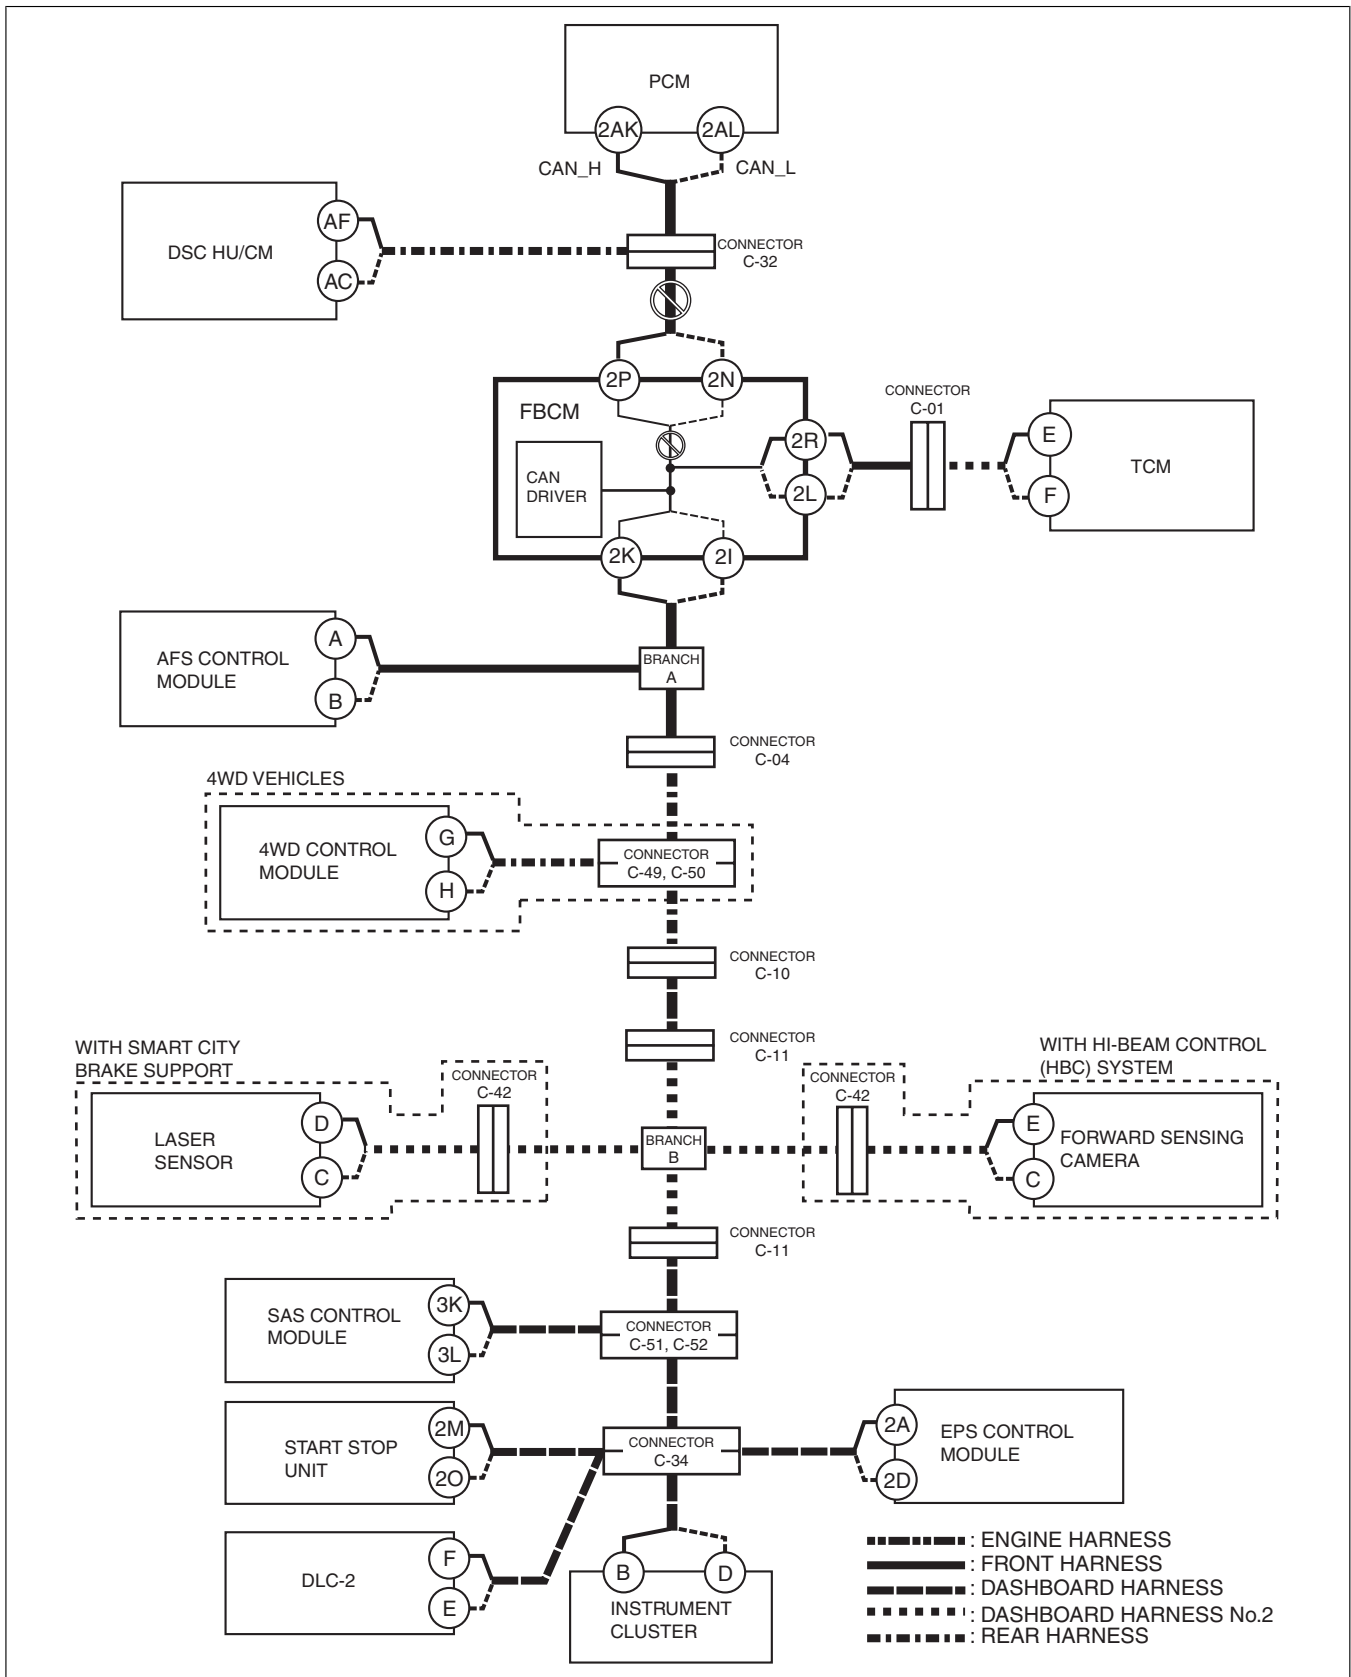 PCM
2AK
2AL
CAN_H
CAN_L
DSC HU/CM
AF
AC
CONNECTOR
C-32
2P
2N
FBCM
CAN
DRIVER
2R
2L
2K
2I
CONNECTOR
C-01
E
F
TCM
AFS CONTROL
MODULE
A
B
BRANCH
A
CONNECTOR
C-04
4WD VEHICLES
4WD CONTROL
MODULE
G
H
CONNECTOR
C-49, C-50
CONNECTOR
C-10
CONNECTOR
C-11
WITH SMART CITY
BRAKE SUPPORT
LASER
SENSOR
D
C
CONNECTOR
C-42
BRANCH
B
WITH HI-BEAM CONTROL
(HBC) SYSTEM
CONNECTOR
C-42
E
C
FORWARD SENSING
CAMERA
CONNECTOR
C-11
SAS CONTROL
MODULE
3K
3L
CONNECTOR
C-51, C-52
START STOP
UNIT
2M
2O
CONNECTOR
C-34
2A
2D
EPS CONTROL
MODULE
DLC-2
F
E
B
D
INSTRUMENT
CLUSTER
: ENGINE HARNESS
: FRONT HARNESS
: DASHBOARD HARNESS
: DASHBOARD HARNESS No.2
: REAR HARNESS